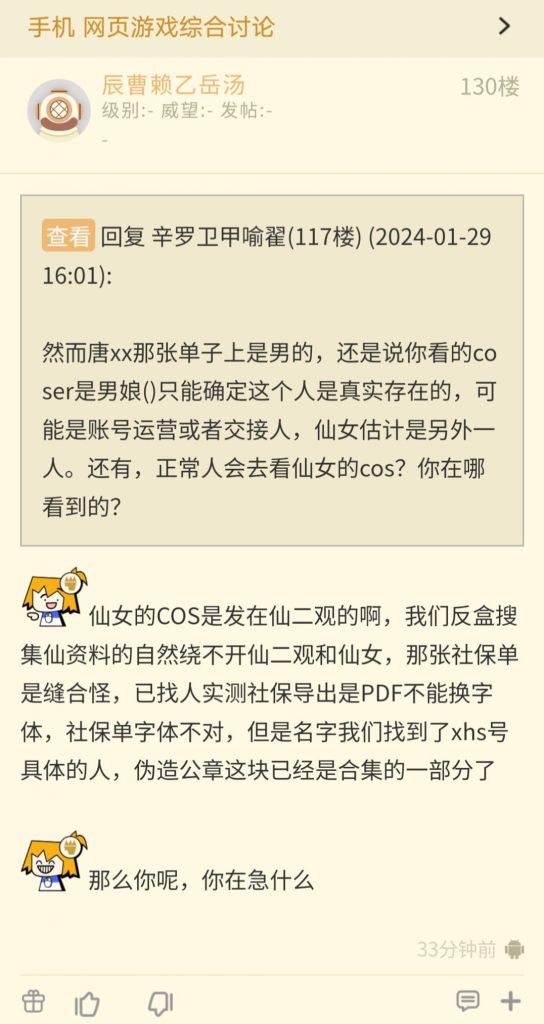 手机 网页游戏综合讨论
辰曹赖乙岳汤
130楼
级别:- 威望:- 发帖:-
-
查看 回复 辛罗卫甲喻翟(117楼) (2024-01-29
16:01):
然而唐xx那张单子上是男的，还是说你看的co
ser是男娘()只能确定这个人是真实存在的，可
能是账号运营或者交接人，仙女估计是另外一
人。还有，正常人会去看仙女的cos？你在哪
看到的？
仙女的COS是发在仙二观的啊，我们反盒搜
集仙资料的自然绕不开仙二观和仙女，那张社保单
是缝合怪，已找人实测社保导出是PDF不能换字
体，社保单字体不对，但是名字我们找到了xhs号
具体的人，伪造公章这块已经是合集的一部分了
那么你呢，你在急什么
33分钟前